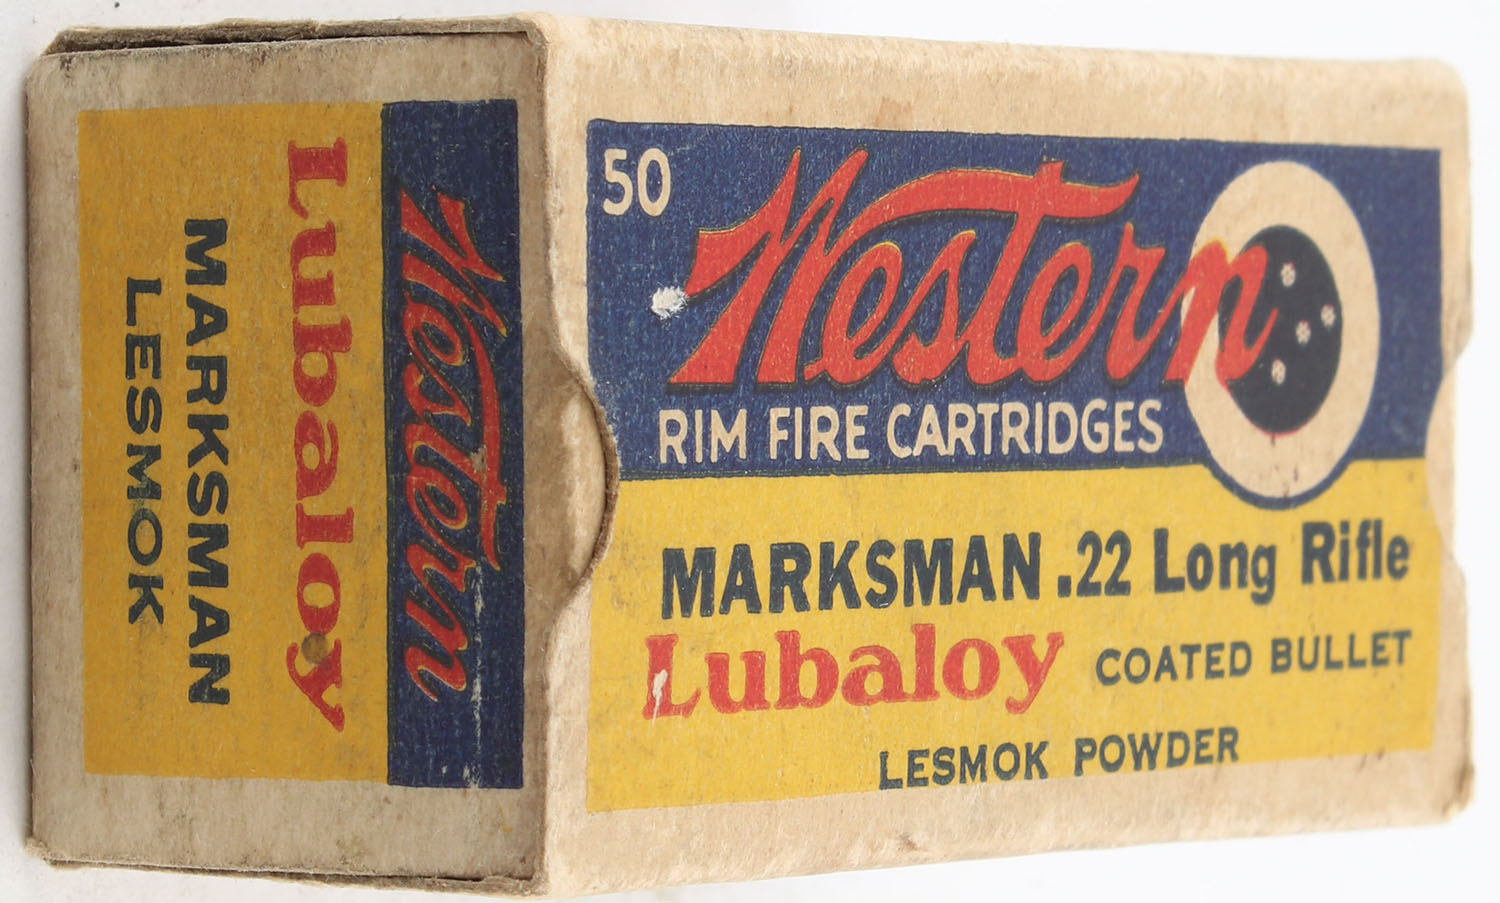 50
Western
RIM FIRE CARTRIDGES
MARKSMAN .22 Long Rifle
Lubaloy COATED BULLET
LESMOK POWDER
Western
Lubaloy
MARKSMAN
LESMOK